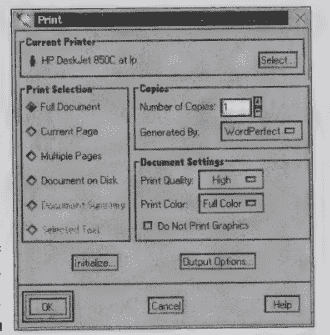 Print
Current Printer
HP DeskJet 850C at lp
Select...
Print Selection
Full Document
Current Page
Multiple Pages
Document on Disk
Document Summary
Selected Text
Copies
Number of Copies: 1
Generated By: WordPerfect
Document Settings
Print Quality: High
Print Color: Full Color
Do Not Print Graphics
Initialize...
Output Options...
OK
Cancel
Help